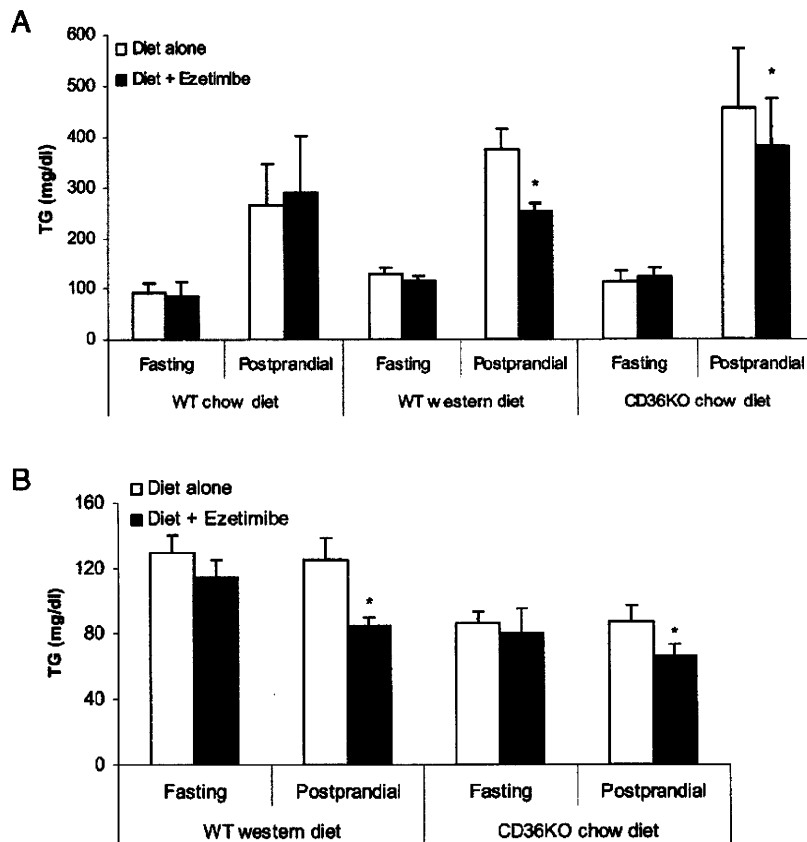 A
600
Diet alone
Diet + Ezetimibe
500
*
400
300
*
200
100
0
TG (mg/dl)
Fasting Postprandial Fasting Postprandial Fasting Postprandial
WT chow diet WT western diet CD36KO chow diet
B
160
Diet alone
Diet + Ezetimibe
120
*
80
*
40
0
TG (mg/dl)
Fasting Postprandial Fasting Postprandial
WT western diet CD36KO chow diet